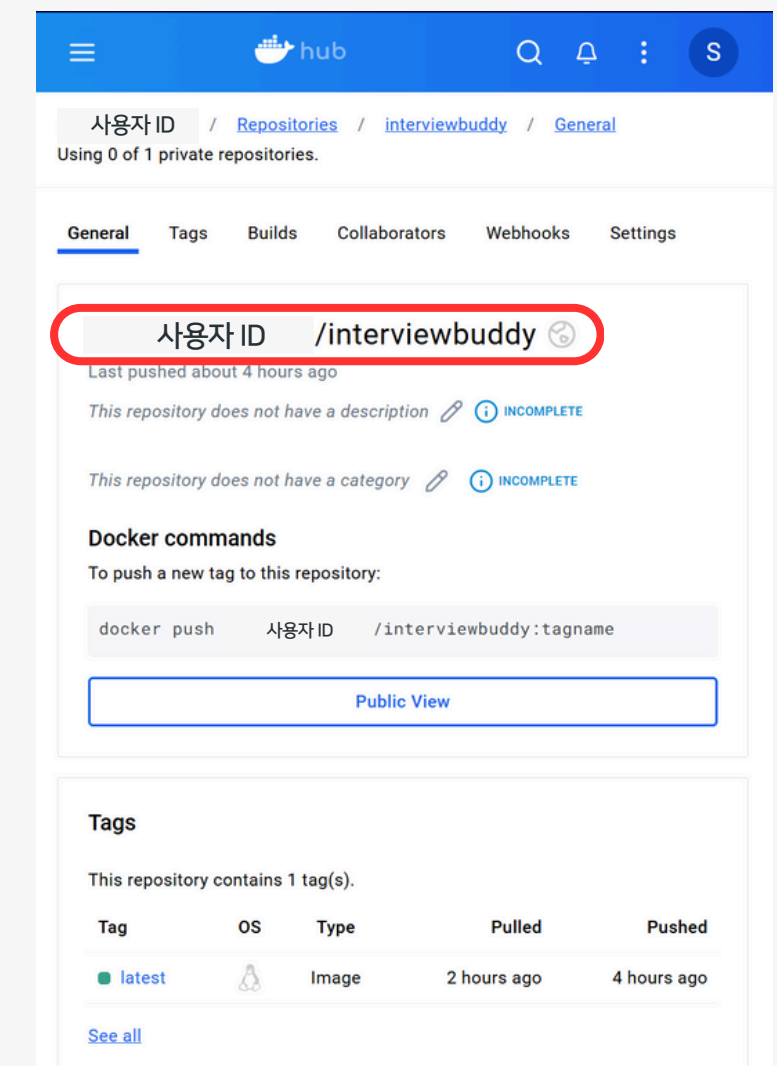 hub
S
사용자 ID / Repositories / interviewbuddy / General
Using 0 of 1 private repositories.
General Tags Builds Collaborators Webhooks Settings
사용자 ID /interviewbuddy
Last pushed about 4 hours ago
This repository does not have a description INCOMPLETE
This repository does not have a category INCOMPLETE
Docker commands
To push a new tag to this repository:
docker push 사용자 ID /interviewbuddy:tagname
Public View
Tags
This repository contains 1 tag(s).
Tag OS Type Pulled Pushed
latest Image 2 hours ago 4 hours ago
See all